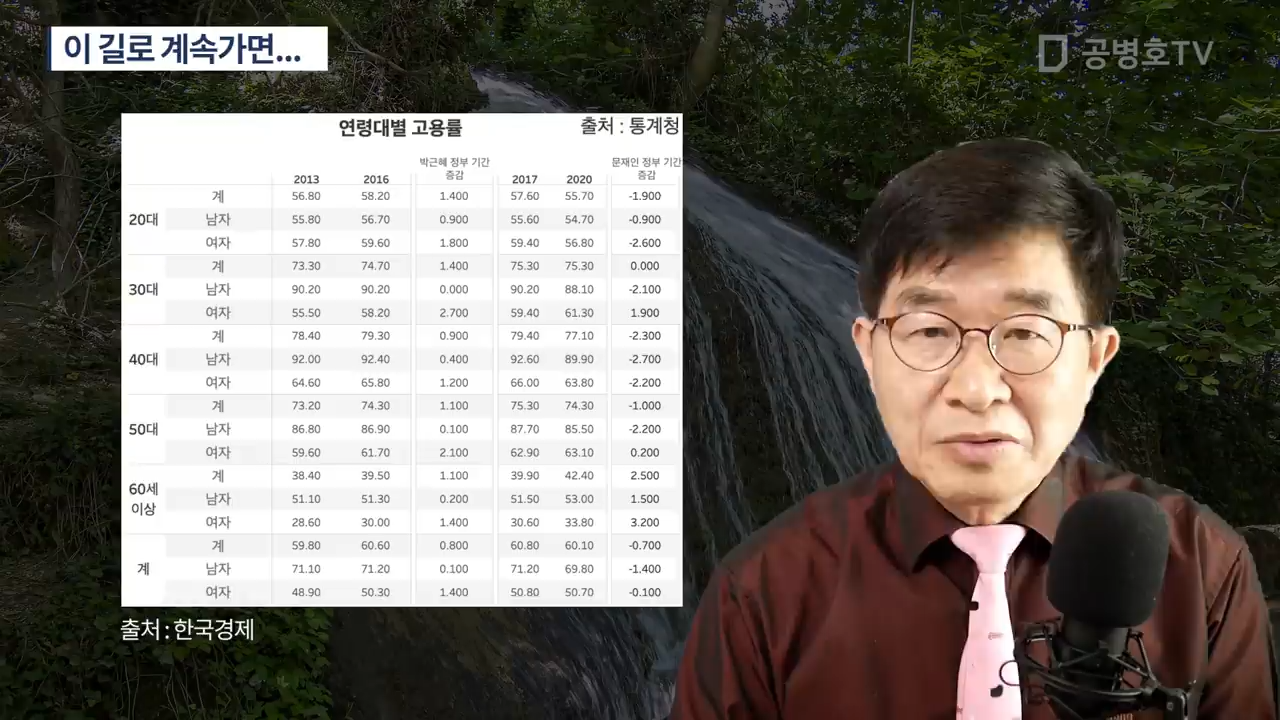 이 길로 계속가면...
공병호TV
연령대별 고용률
출처 : 통계청
2013 2016 박근혜 정부 기간 증감 2017 2020 문재인 정부 기간 증감
20대 계 56.80 58.20 1.400 57.60 55.70 -1.900
남자 55.80 56.70 0.900 55.60 54.70 -0.900
여자 57.80 59.60 1.800 59.40 56.80 -2.600
30대 계 73.30 74.70 1.400 75.30 75.30 0.000
남자 90.20 90.20 0.000 90.20 88.10 -2.100
여자 55.50 58.20 2.700 59.40 61.30 1.900
40대 계 78.40 79.30 0.900 79.40 77.10 -2.300
남자 92.00 92.40 0.400 92.60 89.90 -2.700
여자 64.60 65.80 1.200 66.00 63.80 -2.200
50대 계 73.20 74.30 1.100 75.30 74.30 -1.000
남자 86.80 86.90 0.100 87.70 85.50 -2.200
여자 59.60 61.70 2.100 62.90 63.10 0.200
60세 이상 계 38.40 39.50 1.100 39.90 42.40 2.500
남자 51.10 51.30 0.200 51.50 53.00 1.500
여자 28.60 30.00 1.400 30.60 33.80 3.200
계 계 59.80 60.60 0.800 60.80 60.10 -0.700
남자 71.10 71.20 0.100 71.20 69.80 -1.400
여자 48.90 50.30 1.400 50.80 50.70 -0.100
출처 : 한국경제